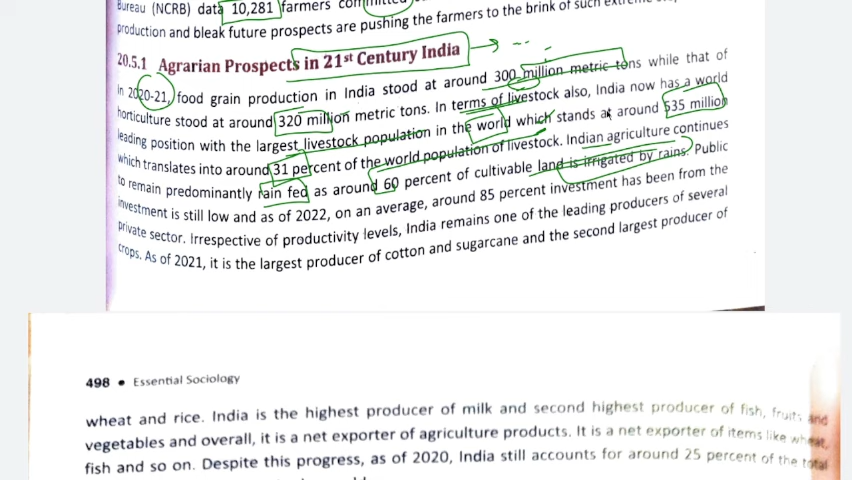 Bureau (NCRB) data 10,281 farmers committed
production and bleak future prospects are pushing the farmers to the brink of such
20.5.1 Agrarian Prospects in 21st Century India
In 2020-21, food grain production in India stood at around 300 million metric tons while that of
horticulture stood at around 320 million metric tons. In terms of livestock also, India now has a world
leading position with the largest livestock population in the world which stands at around 535 million
which translates into around 31 percent of the world population of livestock. Indian agriculture continues
to remain predominantly rain fed as around 60 percent of cultivable land is irrigated by rains. Public
investment is still low and as of 2022, on an average, around 85 percent investment has been from the
private sector. Irrespective of productivity levels, India remains one of the leading producers of several
crops. As of 2021, it is the largest producer of cotton and sugarcane and the second largest producer of
498 • Essential Sociology
wheat and rice. India is the highest producer of milk and second highest producer of fish, fruits and
vegetables and overall, it is a net exporter of agriculture products. It is a net exporter of items like wheat,
fish and so on. Despite this progress, as of 2020, India still accounts for around 25 percent of the total